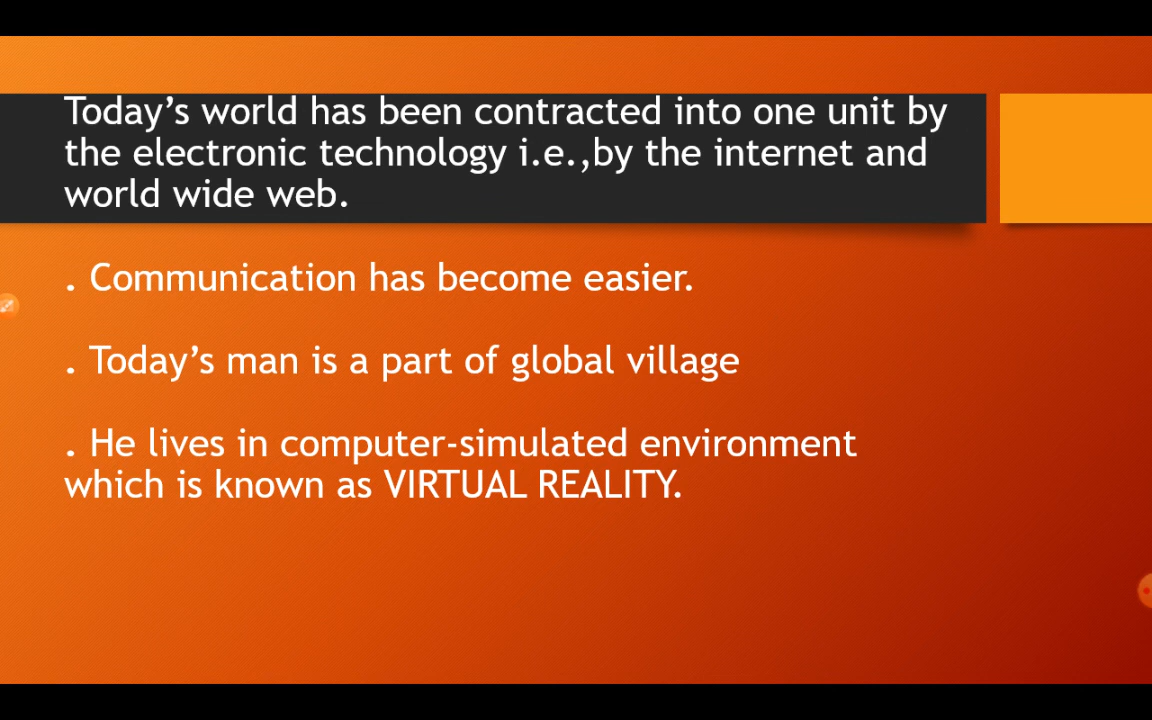 Today’s world has been contracted into one unit by
the electronic technology i.e.,by the internet and
world wide web.
. Communication has become easier.
. Today’s man is a part of global village
. He lives in computer-simulated environment
which is known as VIRTUAL REALITY.